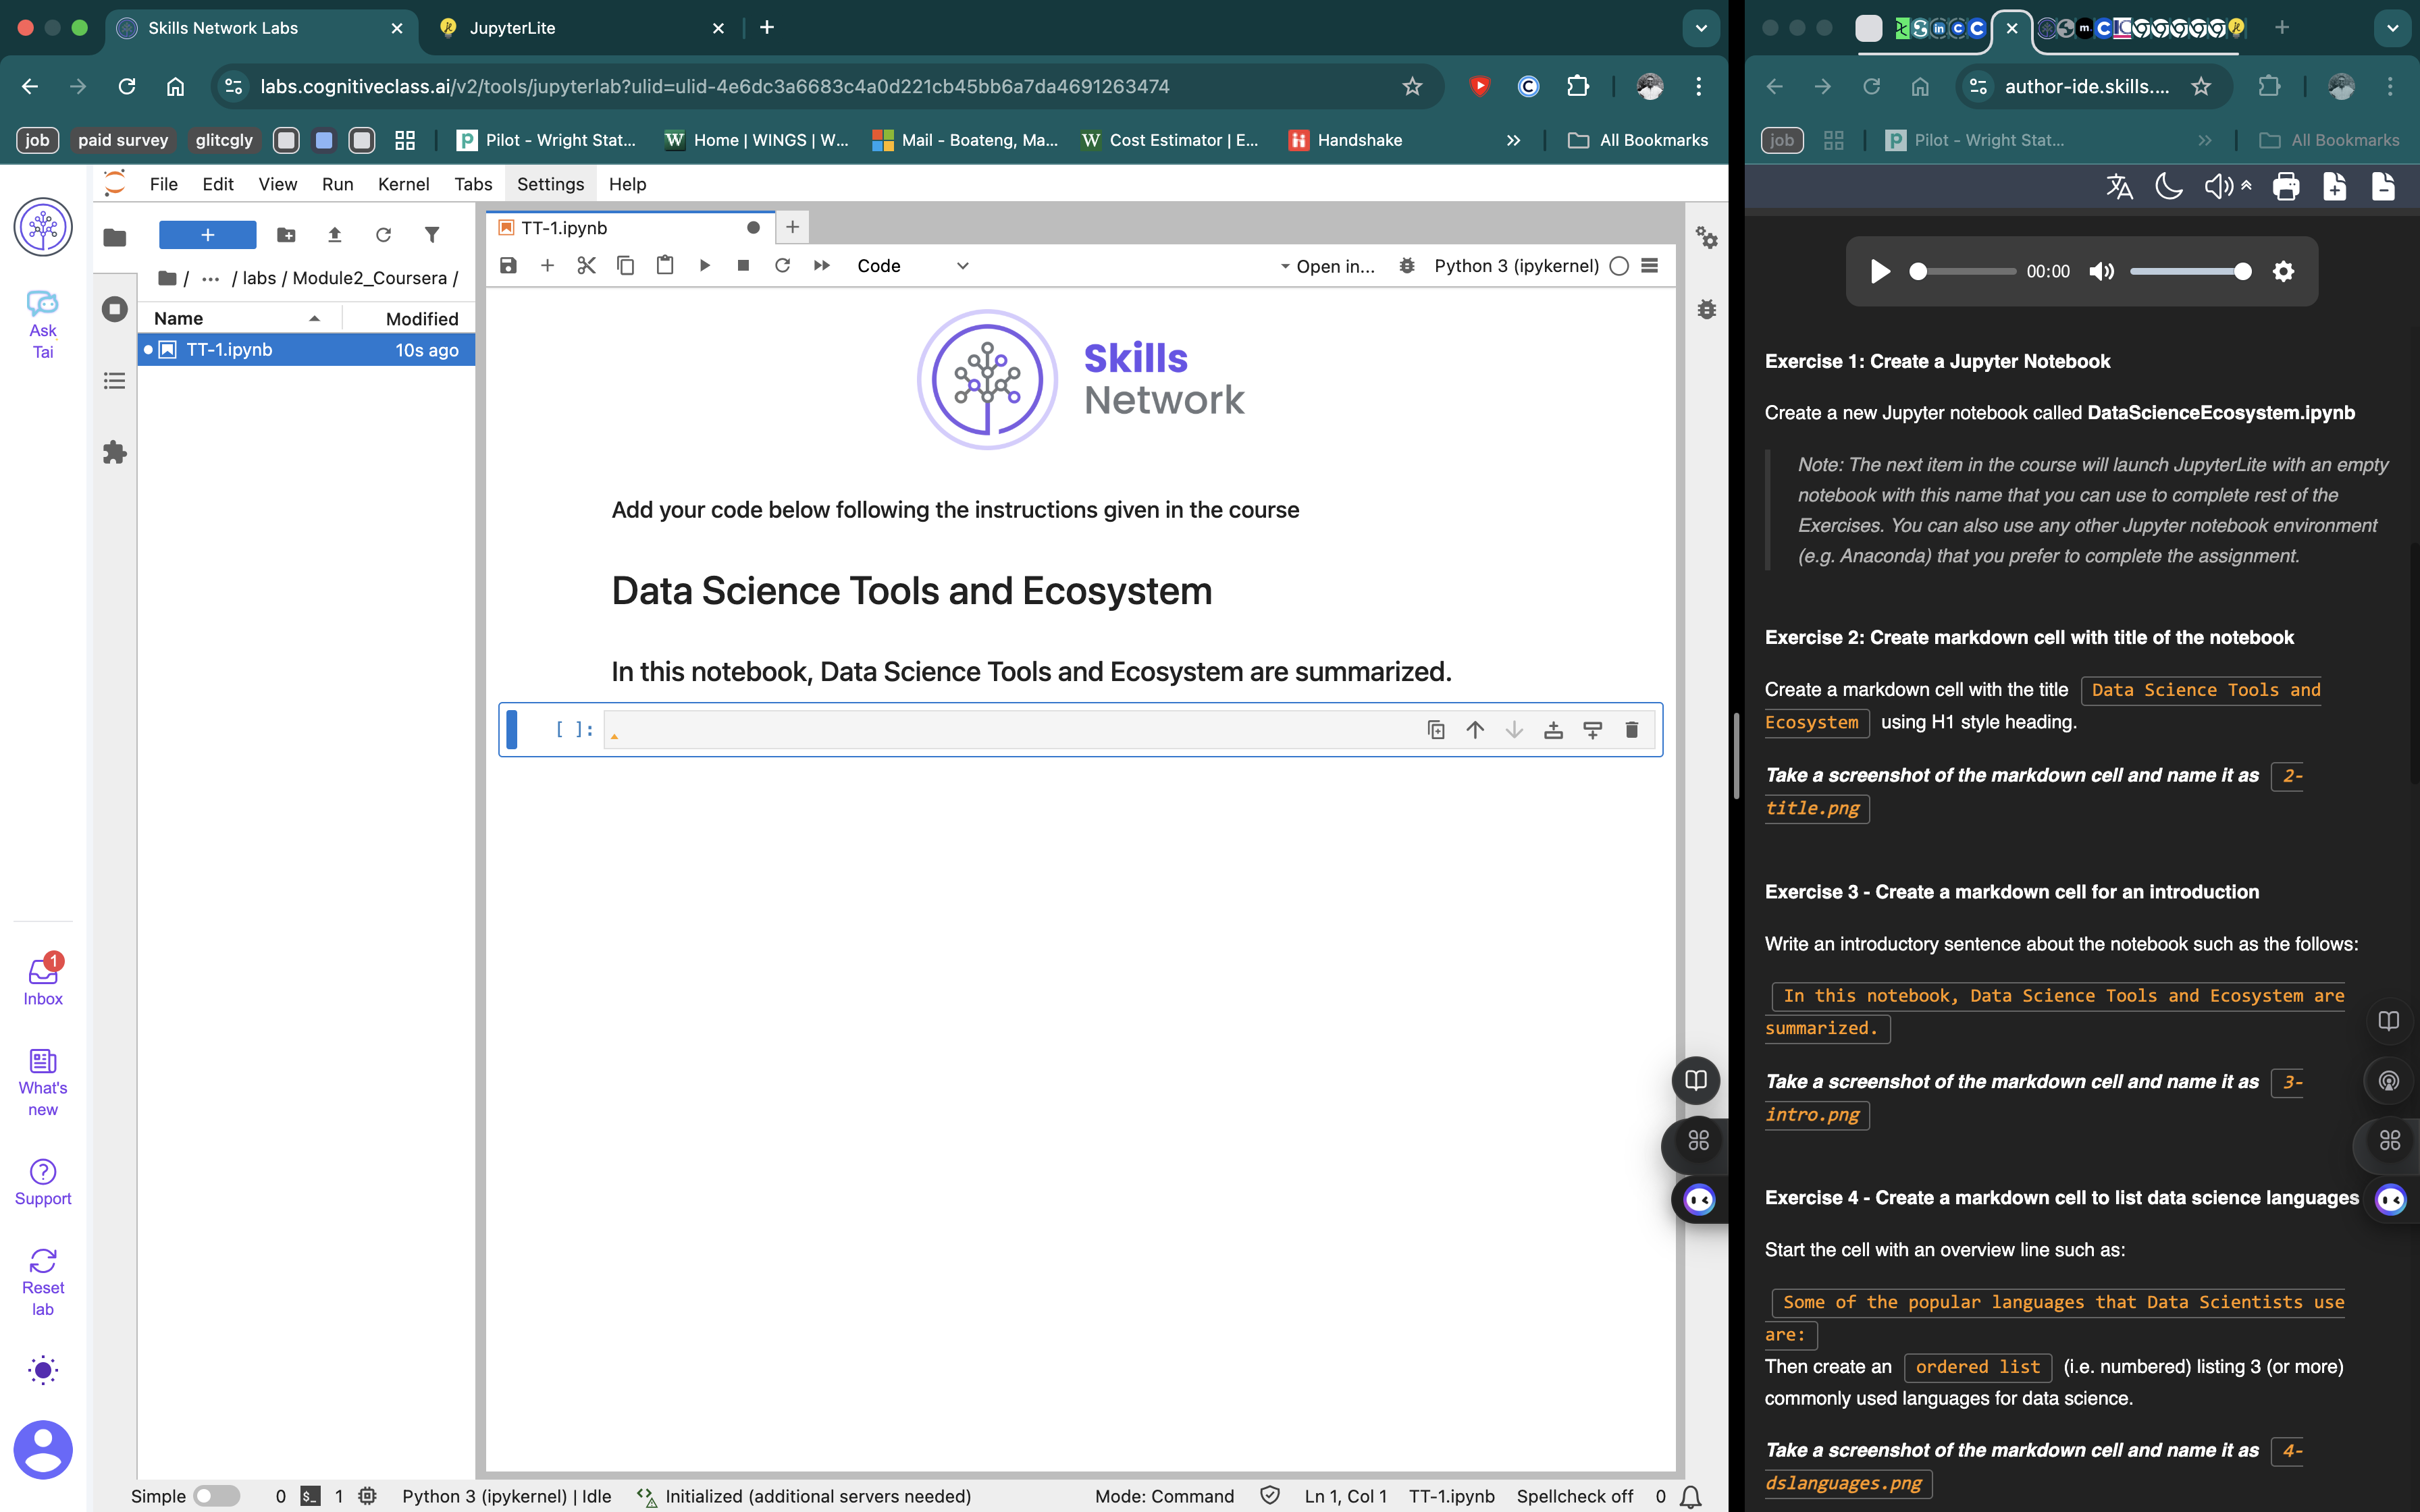 Skills Network Labs
JupyterLite
labs.cognitiveclass.ai/v2/tools/jupyterlab?ulid=ulid-4e6dc3a6683c4a0d221cb45bb6a7da4691263474
job
paid survey
glitcgly
Pilot - Wright Stat...
Home | WINGS | W...
Mail - Boateng, Ma...
Cost Estimator | E...
Handshake
All Bookmarks
File Edit View Run Kernel Tabs Settings Help
Ask
Tai
Inbox
1
What's
new
Support
Reset
lab
/ ... / labs / Module2_Coursera /
Name Modified
TT-1.ipynb 10s ago
TT-1.ipynb
Code
Open in...
Python 3 (ipykernel)
Skills
Network
Add your code below following the instructions given in the course
Data Science Tools and Ecosystem
In this notebook, Data Science Tools and Ecosystem are summarized.
[ ]:
Simple
0
$_
1
Python 3 (ipykernel) | Idle
Initialized (additional servers needed)
Mode: Command
Ln 1, Col 1
TT-1.ipynb
Spellcheck off
0
author-ide.skills....
job
Pilot - Wright Stat...
All Bookmarks
00:00
Exercise 1: Create a Jupyter Notebook
Create a new Jupyter notebook called DataScienceEcosystem.ipynb
Note: The next item in the course will launch JupyterLite with an empty
notebook with this name that you can use to complete rest of the
Exercises. You can also use any other Jupyter notebook environment
(e.g. Anaconda) that you prefer to complete the assignment.
Exercise 2: Create markdown cell with title of the notebook
Create a markdown cell with the title Data Science Tools and
Ecosystem using H1 style heading.
Take a screenshot of the markdown cell and name it as 2-
title.png
Exercise 3 - Create a markdown cell for an introduction
Write an introductory sentence about the notebook such as the follows:
In this notebook, Data Science Tools and Ecosystem are
summarized.
Take a screenshot of the markdown cell and name it as 3-
intro.png
Exercise 4 - Create a markdown cell to list data science languages
Start the cell with an overview line such as:
Some of the popular languages that Data Scientists use
are:
Then create an ordered list (i.e. numbered) listing 3 (or more)
commonly used languages for data science.
Take a screenshot of the markdown cell and name it as 4-
dslanguages.png